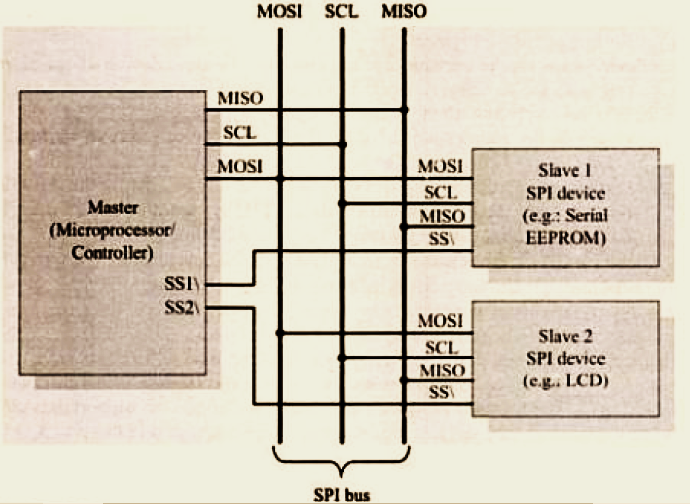 MOSI SCL MISO
MISO
SCL
MOSI
Master
(Microprocessor/
Controller)
SS1\
SS2\
MOSI
SCL
MISO
SS\
Slave 1
SPI device
(e.g.: Serial
EEPROM)
MOSI
SCL
MISO
SS\
Slave 2
SPI device
(e.g.: LCD)
SPI bus